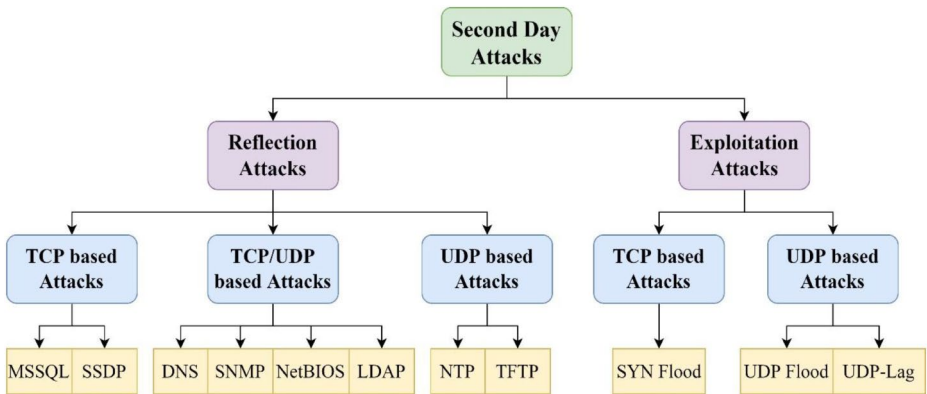 Second Day
Attacks
Reflection
Attacks
Exploitation
Attacks
TCP based
Attacks
TCP/UDP
based Attacks
UDP based
Attacks
TCP based
Attacks
UDP based
Attacks
MSSQL
SSDP
DNS
SNMP
NetBIOS
LDAP
NTP
TFTP
SYN Flood
UDP Flood
UDP-Lag